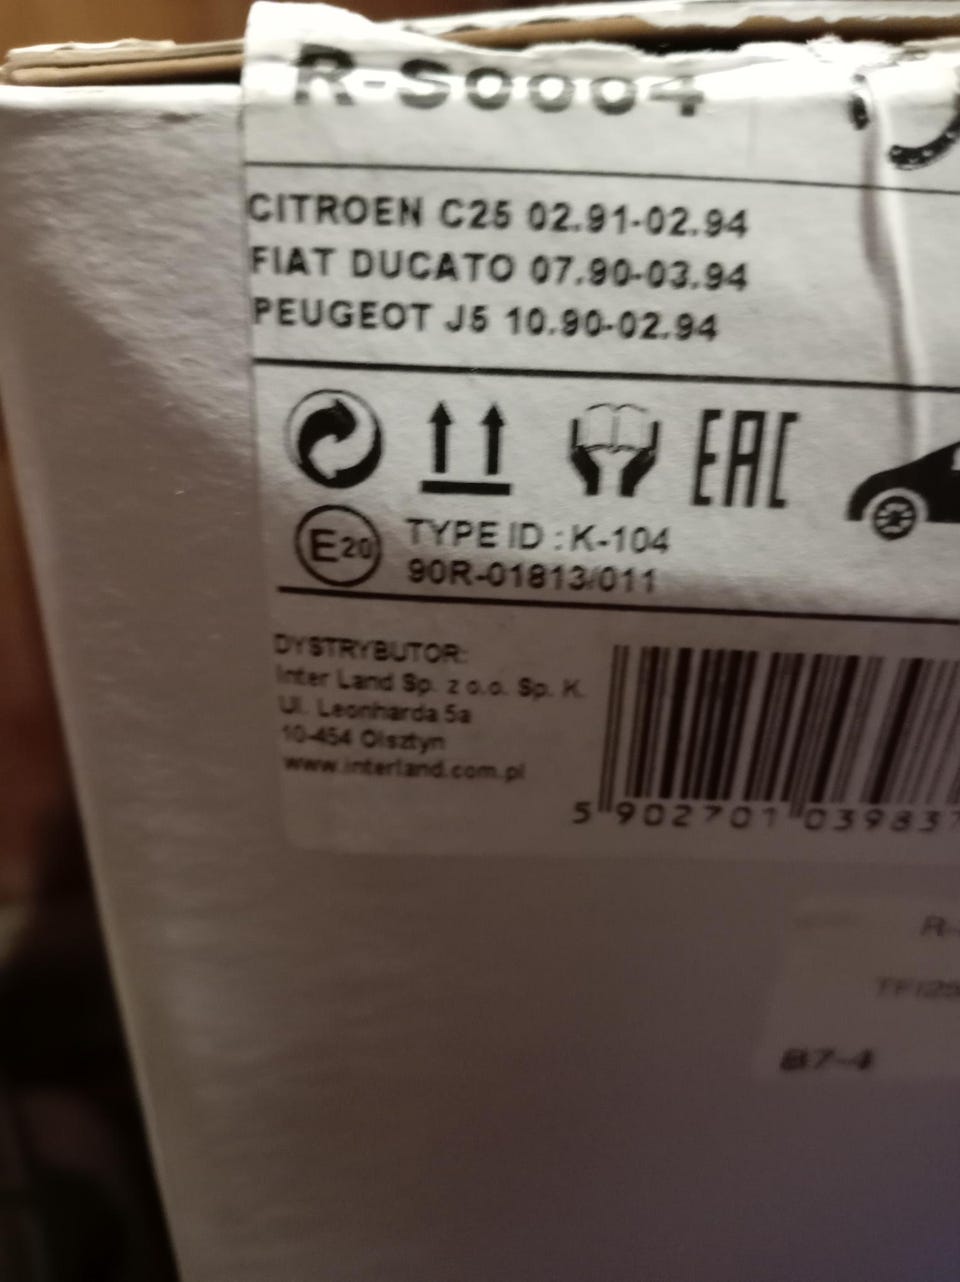 R-S0004
CITROEN C25 02.91-02.94
FIAT DUCATO 07.90-03.94
PEUGEOT J5 10.90-02.94
EAC
E20
TYPE ID : K-104
90R-01813/011
DYSTRYBUTOR:
Inter Land Sp. z o.o. Sp. K.
Ul. Leonharda 5a
10-454 Olsztyn
www.interland.com.pl
5 902701 039837
R-
87-4